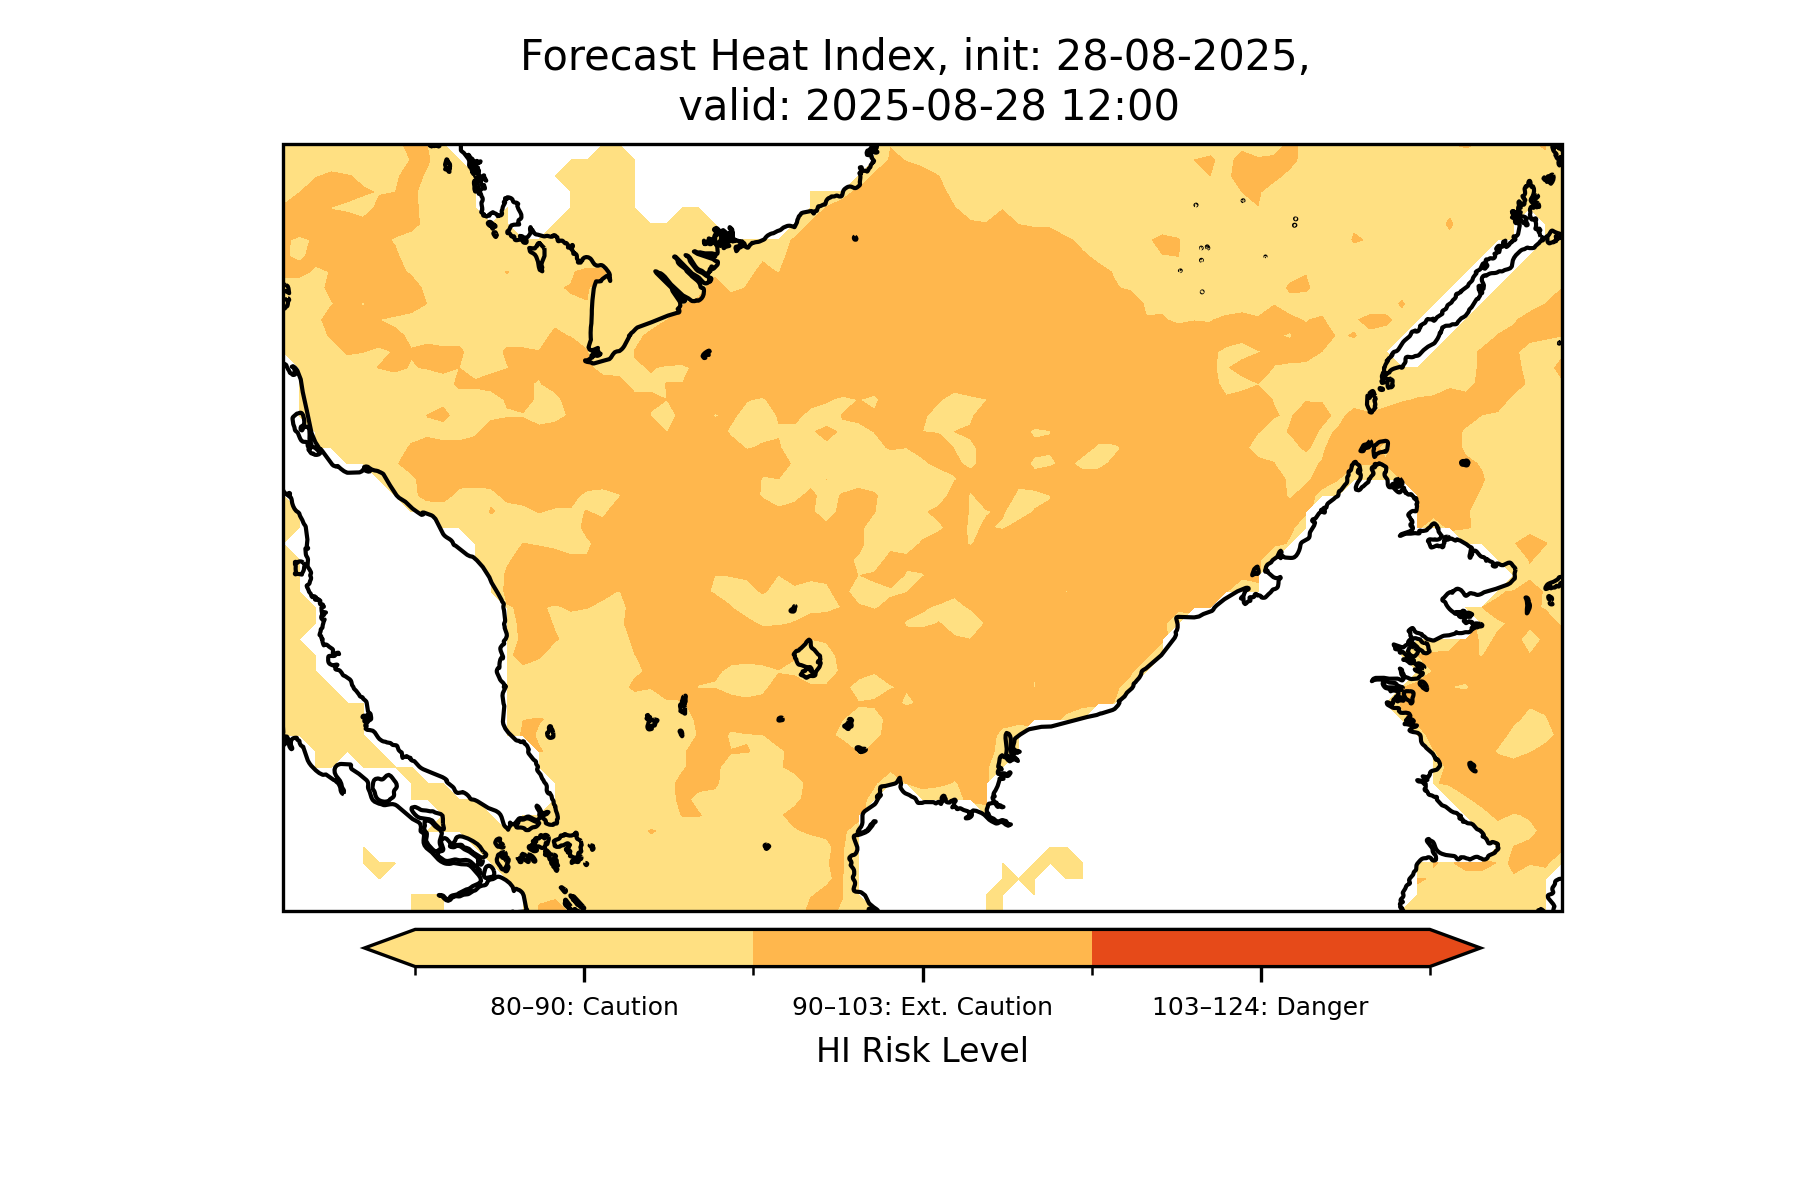 Forecast Heat Index, init: 28-08-2025,
valid: 2025-08-28 12:00
80–90: Caution
90–103: Ext. Caution
103–124: Danger
HI Risk Level